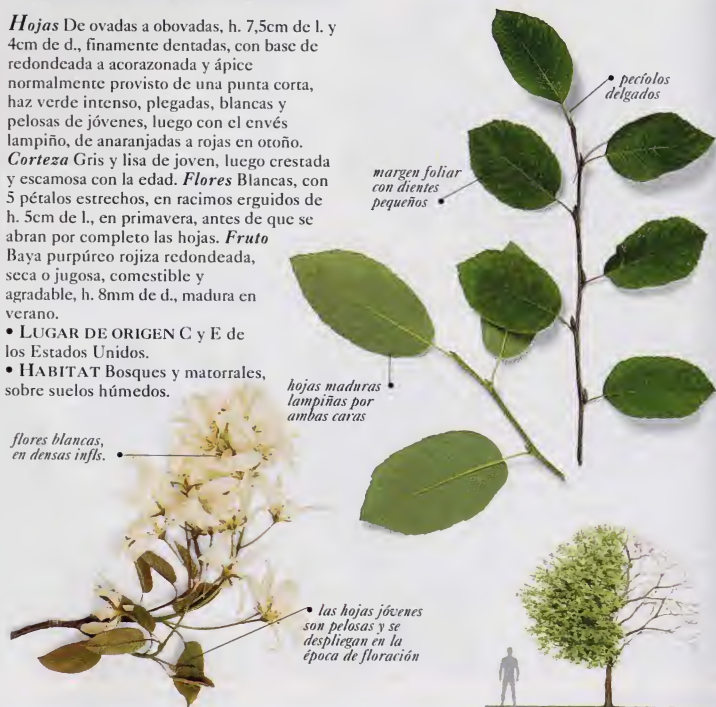 Hojas De ovadas a obovadas, h. 7,5cm de l. y
4cm de d., finamente dentadas, con base de
redondeada a acorazonada y ápice
normalmente provisto de una punta corta,
haz verde intenso, plegadas, blancas y
pelosas de jóvenes, luego con el envés
lampiño, de anaranjadas a rojas en otoño.
Corteza Gris y lisa de joven, luego crestada
y escamosa con la edad. Flores Blancas, con
5 pétalos estrechos, en racimos erguidos de
h. 5cm de l., en primavera, antes de que se
abran por completo las hojas. Fruto
Baya purpúreo rojiza redondeada,
seca o jugosa, comestible y
agradable, h. 8mm de d., madura en
verano.
• LUGAR DE ORIGEN C y E de
los Estados Unidos.
• HABITAT Bosques y matorrales,
sobre suelos húmedos.
pecíolos
delgados
margen foliar
con dientes
pequeños
hojas maduras
lampiñas por
ambas caras
flores blancas,
en densas infls.
las hojas jóvenes
son pelosas y se
despliegan en la
época de floración